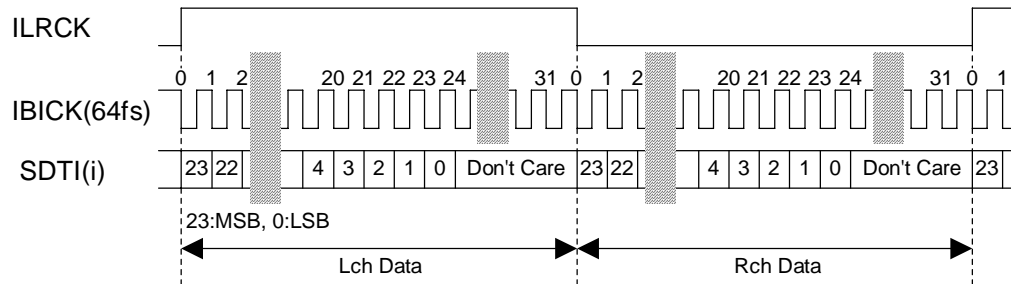 ILRCK
0 1 2 20 21 22 23 24 31 0 1 2 20 21 22 23 24 31 0 1
IBICK(64fs)
SDTI(i) 23 22 4 3 2 1 0 Don't Care 23 22 4 3 2 1 0 Don't Care 23
23:MSB, 0:LSB
Lch Data Rch Data